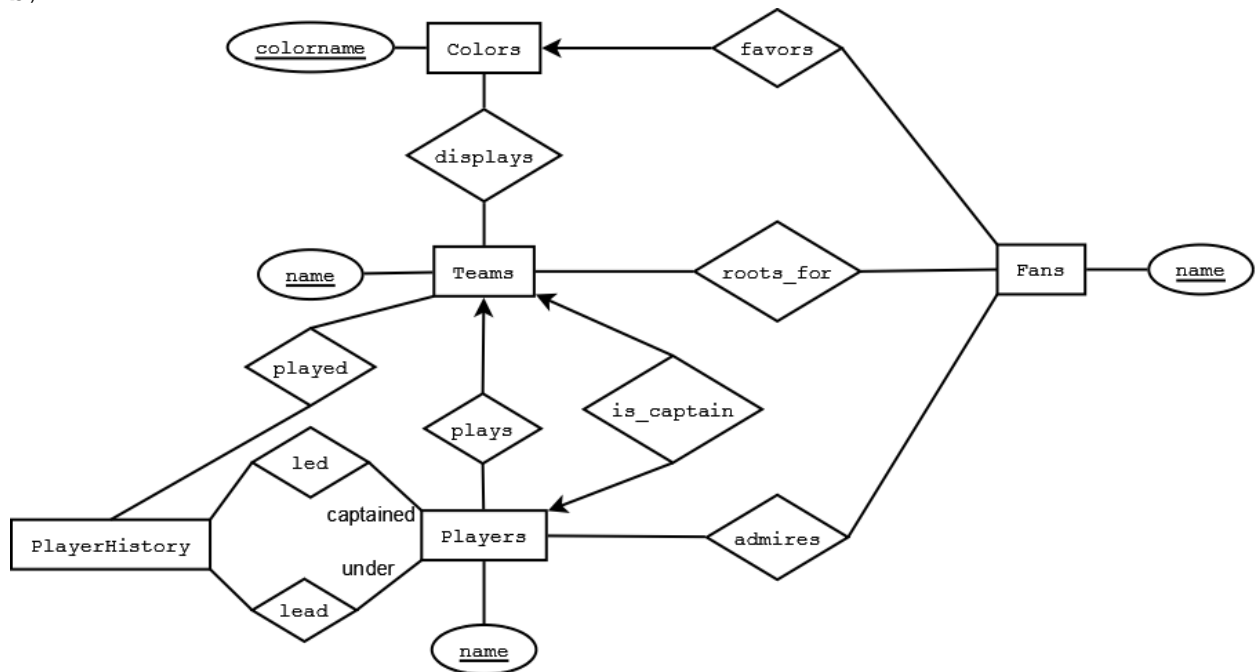 colorname
Colors
favors
displays
name
Teams
roots_for
Fans
name
played
is_captain
plays
led
captained
PlayerHistory
Players
admires
under
lead
name